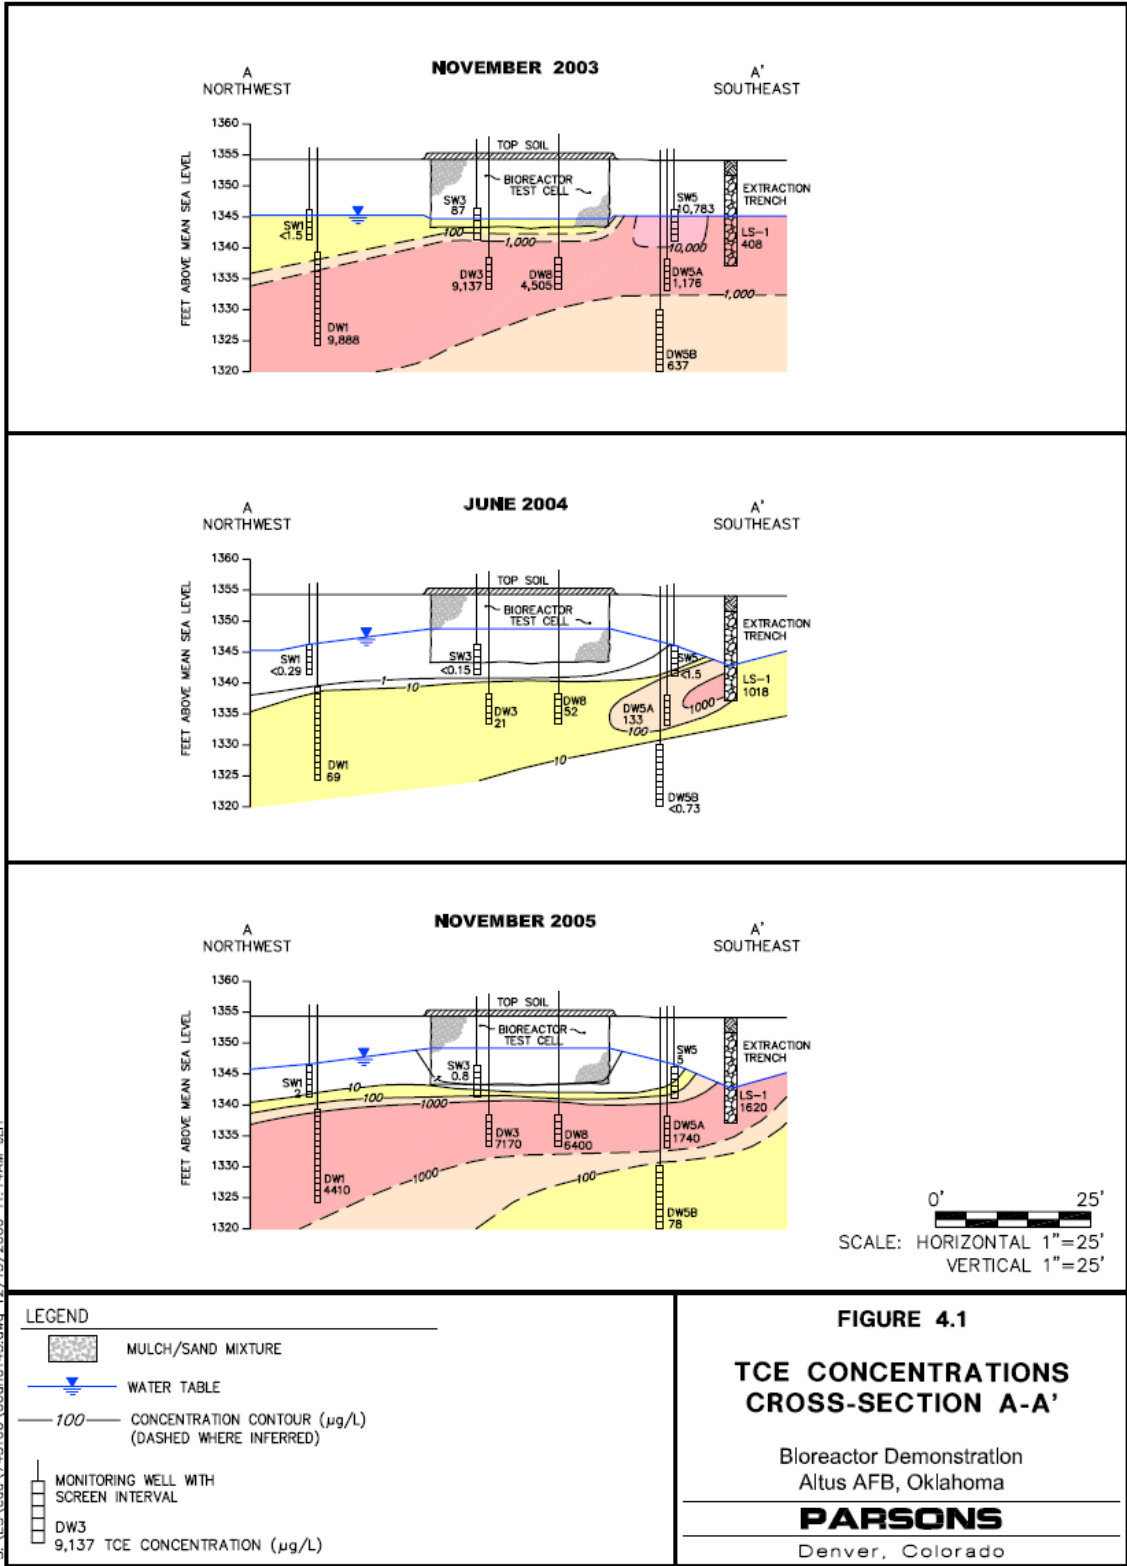 NOVEMBER 2003
A
NORTHWEST
A'
SOUTHEAST
FEET ABOVE MEAN SEA LEVEL
1360
1355
1350
1345
1340
1335
1330
1325
1320
TOP SOIL
BIOREACTOR
TEST CELL
EXTRACTION
TRENCH
SW1
<1.5
SW3
87
SW5
10,783
LS-1
408
100
1,000
10,000
DW3
9,137
DW8
4,505
DW5A
1,176
1,000
DW1
9,888
DW5B
637
JUNE 2004
A
NORTHWEST
A'
SOUTHEAST
FEET ABOVE MEAN SEA LEVEL
1360
1355
1350
1345
1340
1335
1330
1325
1320
TOP SOIL
BIOREACTOR
TEST CELL
EXTRACTION
TRENCH
SW1
<0.29
SW3
<0.15
SW5
<1.5
LS-1
1018
1
10
DW3
21
DW8
52
DW5A
133
100
1000
10
DW1
69
DW5B
<0.73
NOVEMBER 2005
A
NORTHWEST
A'
SOUTHEAST
FEET ABOVE MEAN SEA LEVEL
1360
1355
1350
1345
1340
1335
1330
1325
1320
TOP SOIL
BIOREACTOR
TEST CELL
EXTRACTION
TRENCH
SW1
2
SW3
0.8
SW5
5
LS-1
1620
10
100
1000
DW3
7170
DW8
6400
DW5A
1740
1000
100
DW1
4410
DW5B
78
0' 25'
SCALE: HORIZONTAL 1"=25'
VERTICAL 1"=25'
LEGEND
MULCH/SAND MIXTURE
WATER TABLE
100 CONCENTRATION CONTOUR (µg/L)
(DASHED WHERE INFERRED)
MONITORING WELL WITH
SCREEN INTERVAL
DW3
9,137 TCE CONCENTRATION (µg/L)
FIGURE 4.1
TCE CONCENTRATIONS
CROSS-SECTION A-A'
Bioreactor Demonstration
Altus AFB, Oklahoma
PARSONS
Denver, Colorado